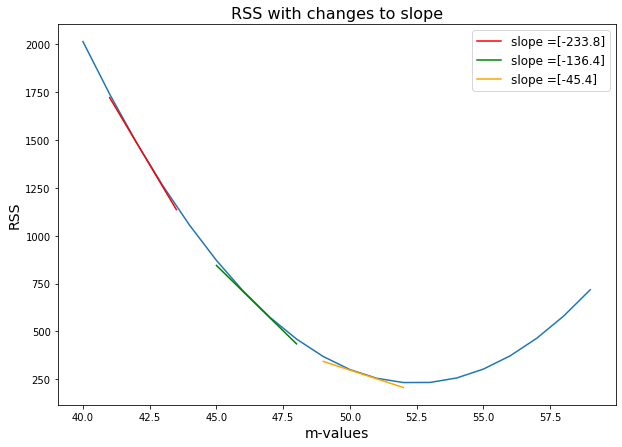 RSS with changes to slope
slope =[-233.8]
slope =[-136.4]
slope =[-45.4]
RSS
2000
1750
1500
1250
1000
750
500
250
40.0 42.5 45.0 47.5 50.0 52.5 55.0 57.5
m-values